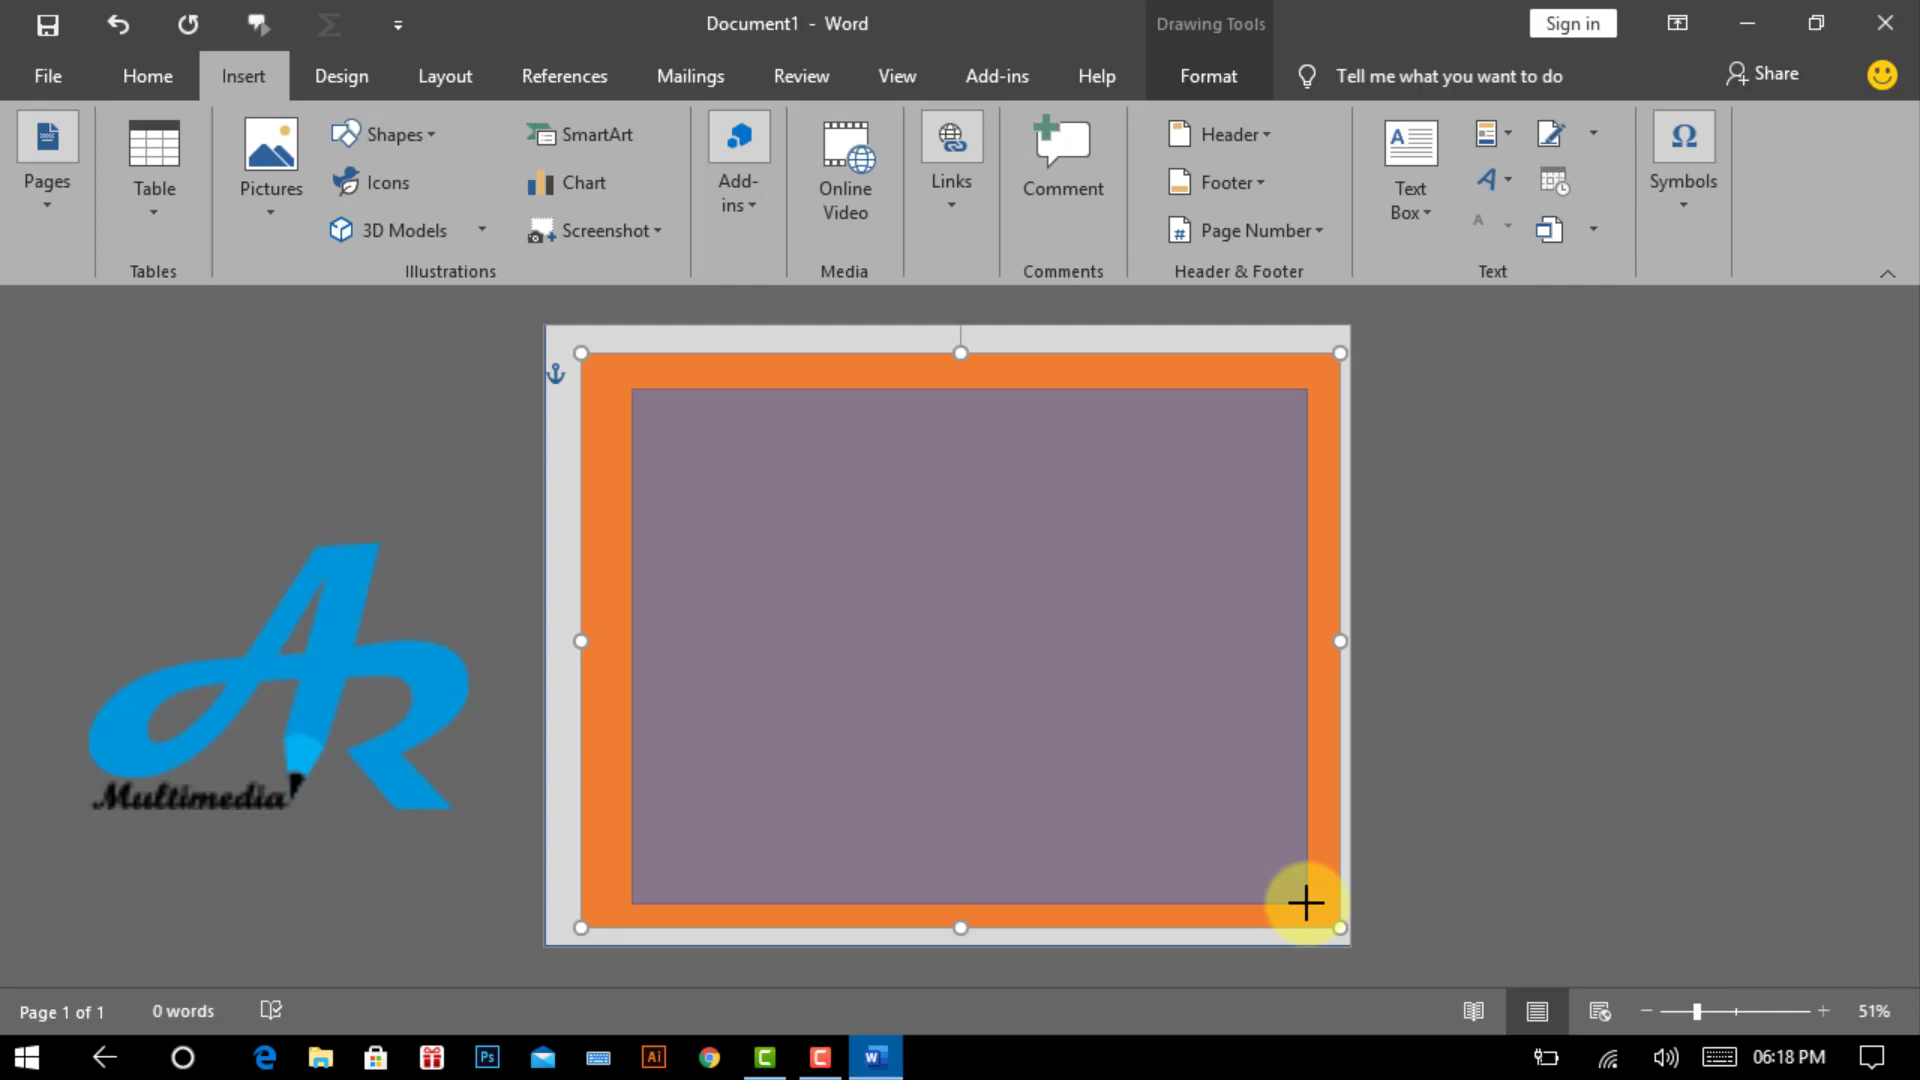 Document1 - Word
Drawing Tools
Sign in
File
Home
Insert
Design
Layout
References
Mailings
Review
View
Add-ins
Help
Format
Tell me what you want to do
Share
Pages
Table
Pictures
Shapes
Icons
3D Models
SmartArt
Chart
Screenshot
Add-
ins
Online
Video
Links
Comment
Header
Footer
Page Number
#
A
Text
Box
A
A
Ω
Symbols
Tables
Illustrations
Media
Comments
Header & Footer
Text
AR
Multimedia
Page 1 of 1
0 words
51%
Ps
Ai
C
C
W
06:18 PM